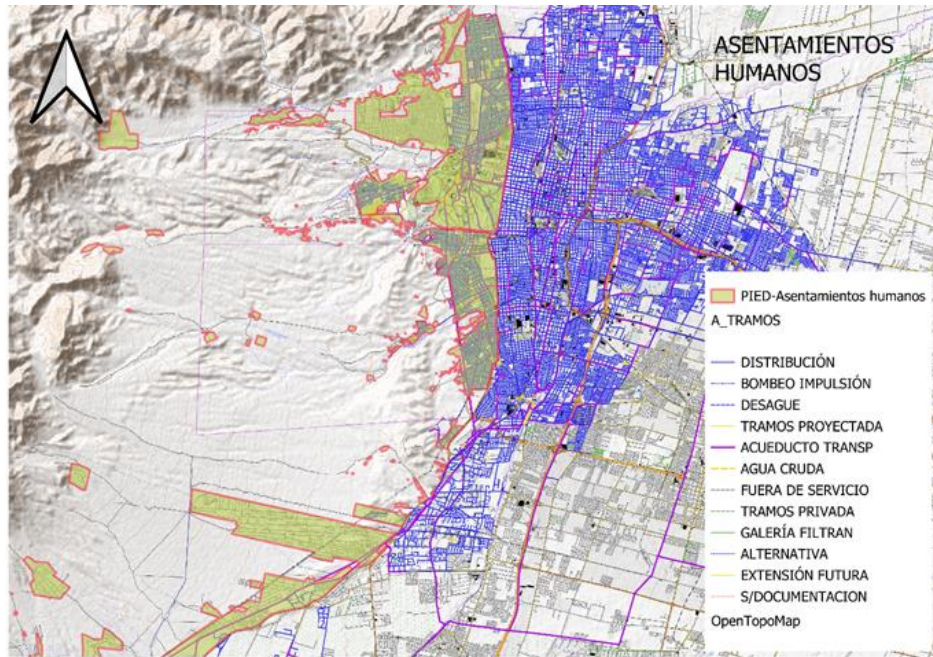 ASENTAMIENTOS
HUMANOS
PIED-Asentamientos humanos
A_TRAMOS
DISTRIBUCIÓN
BOMBEO IMPULSIÓN
DESAGUE
TRAMOS PROYECTADA
ACUEDUCTO TRANSP
AGUA CRUDA
FUERA DE SERVICIO
TRAMOS PRIVADA
GALERÍA FILTRAN
ALTERNATIVA
EXTENSIÓN FUTURA
S/DOCUMENTACION
OpenTopoMap